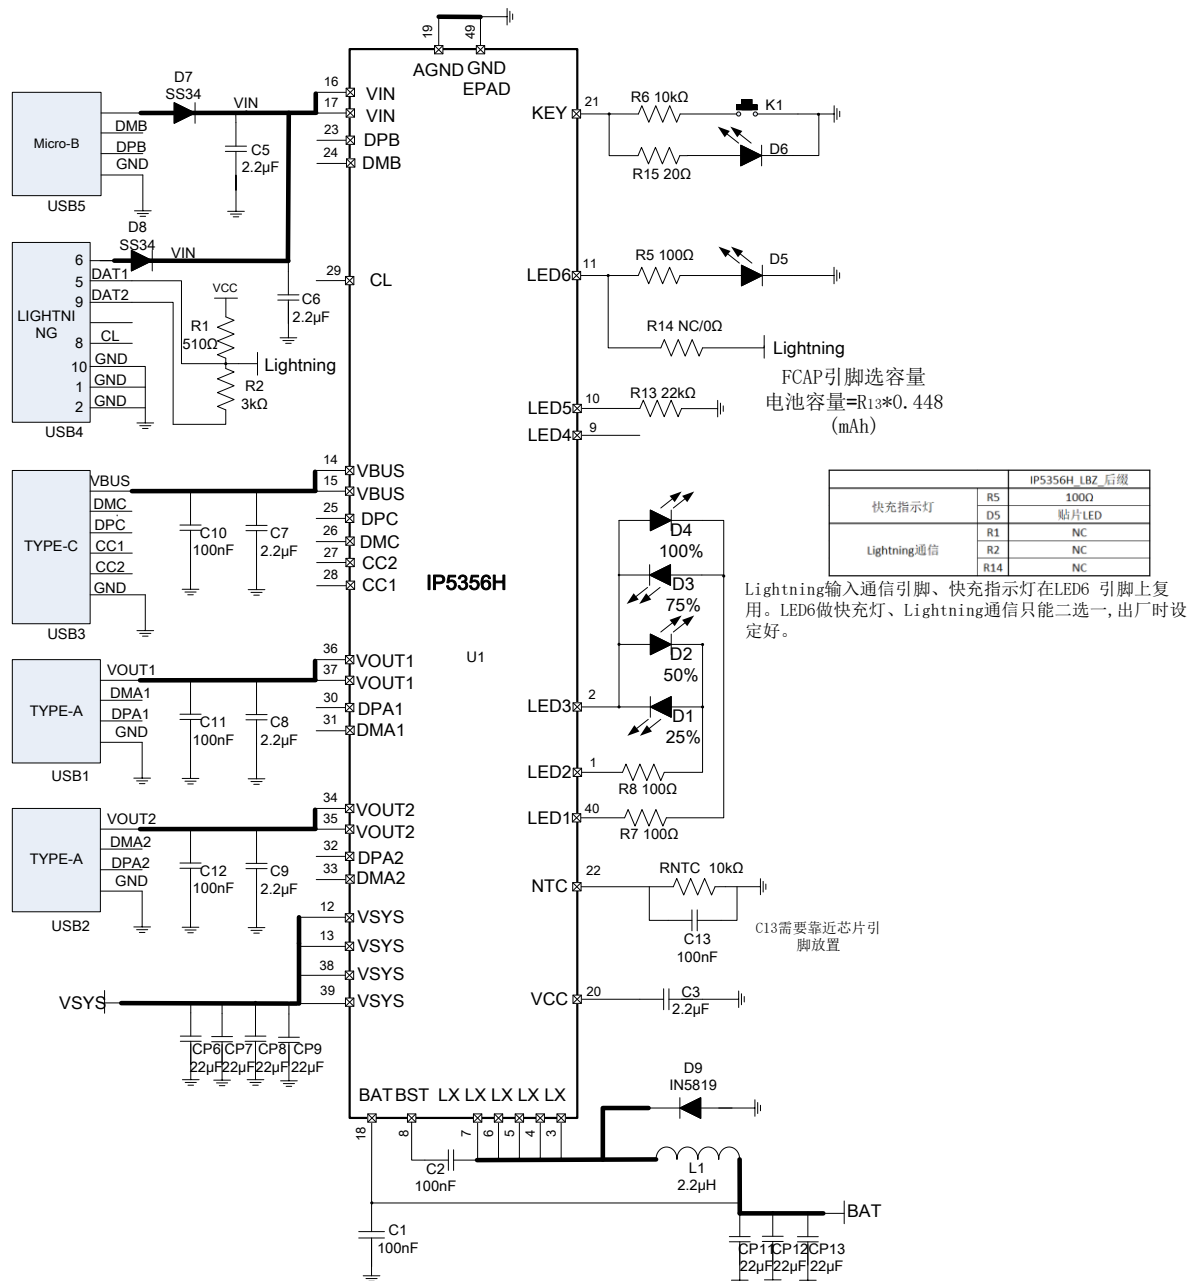 19
49
AGND GND
EPAD
D7
SS34
VIN
16
VIN
17
VIN
23
DPB
24
DMB
Micro-B
DMB
DPB
GND
USB5
C5
2.2μF
D8
SS34
VIN
LIGHTNI
NG
6
5
DAT1
9
DAT2
8
CL
10
GND
1
GND
2
GND
USB4
29
CL
C6
2.2μF
VCC
R1
510Ω
Lightning
R2
3kΩ
TYPE-C
VBUS
DMC
DPC
CC1
CC2
GND
USB3
C10
100nF
C7
2.2μF
14
VBUS
15
VBUS
25
DPC
26
DMC
27
CC2
28
CC1
IP5356H
U1
TYPE-A
VOUT1
DMA1
DPA1
GND
USB1
C11
100nF
C8
2.2μF
36
VOUT1
37
VOUT1
30
DPA1
31
DMA1
TYPE-A
VOUT2
DMA2
DPA2
GND
USB2
C12
100nF
C9
2.2μF
34
VOUT2
35
VOUT2
32
DPA2
33
DMA2
12
VSYS
13
VSYS
38
VSYS
39
VSYS
VSYS
CP6
22μF
CP7
22μF
CP8
22μF
CP9
22μF
KEY
21
R6 10kΩ
K1
R15 20Ω
D6
LED6
11
R5 100Ω
D5
R14 NC/0Ω
Lightning
FCAP引脚选容量
电池容量=R13*0.448
(mAh)
LED5
10
R13 22kΩ
LED4
9
IP5356H_LBZ_后缀
快充指示灯
R5
100Ω
D5
贴片LED
Lightning通信
R1
NC
R2
NC
R14
NC
Lightning输入通信引脚、快充指示灯在LED6 引脚上复
用。LED6做快充灯、Lightning通信只能二选一,出厂时设
定好。
D4
100%
D3
75%
D2
50%
D1
25%
LED3
2
LED2
1
R8 100Ω
LED1
40
R7 100Ω
NTC
22
RNTC 10kΩ
C13
100nF
C13需要靠近芯片引
脚放置
VCC
20
C3
2.2μF
BAT BST LX LX LX LX LX
18
8
7
6
5
4
3
D9
IN5819
C2
100nF
L1
2.2μH
C1
100nF
BAT
CP11
22μF
CP12
22μF
CP13
22μF